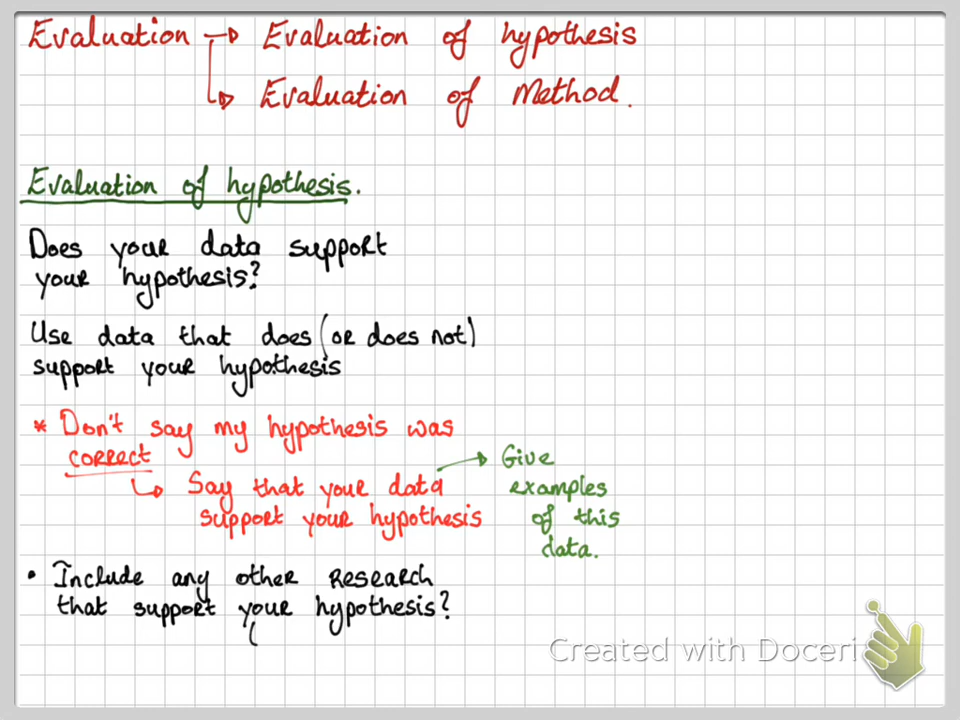 Evaluation → Evaluation of hypothesis
↳ Evaluation of Method.
Evaluation of hypothesis.
Does your data support
your hypothesis?
Use data that does (or does not)
support your hypothesis
* Don't say my hypothesis was
correct
↳ Say that your data
support your hypothesis
→ Give
examples
of this
data.
• Include any other research
that support your hypothesis?
(
Created with Doceri